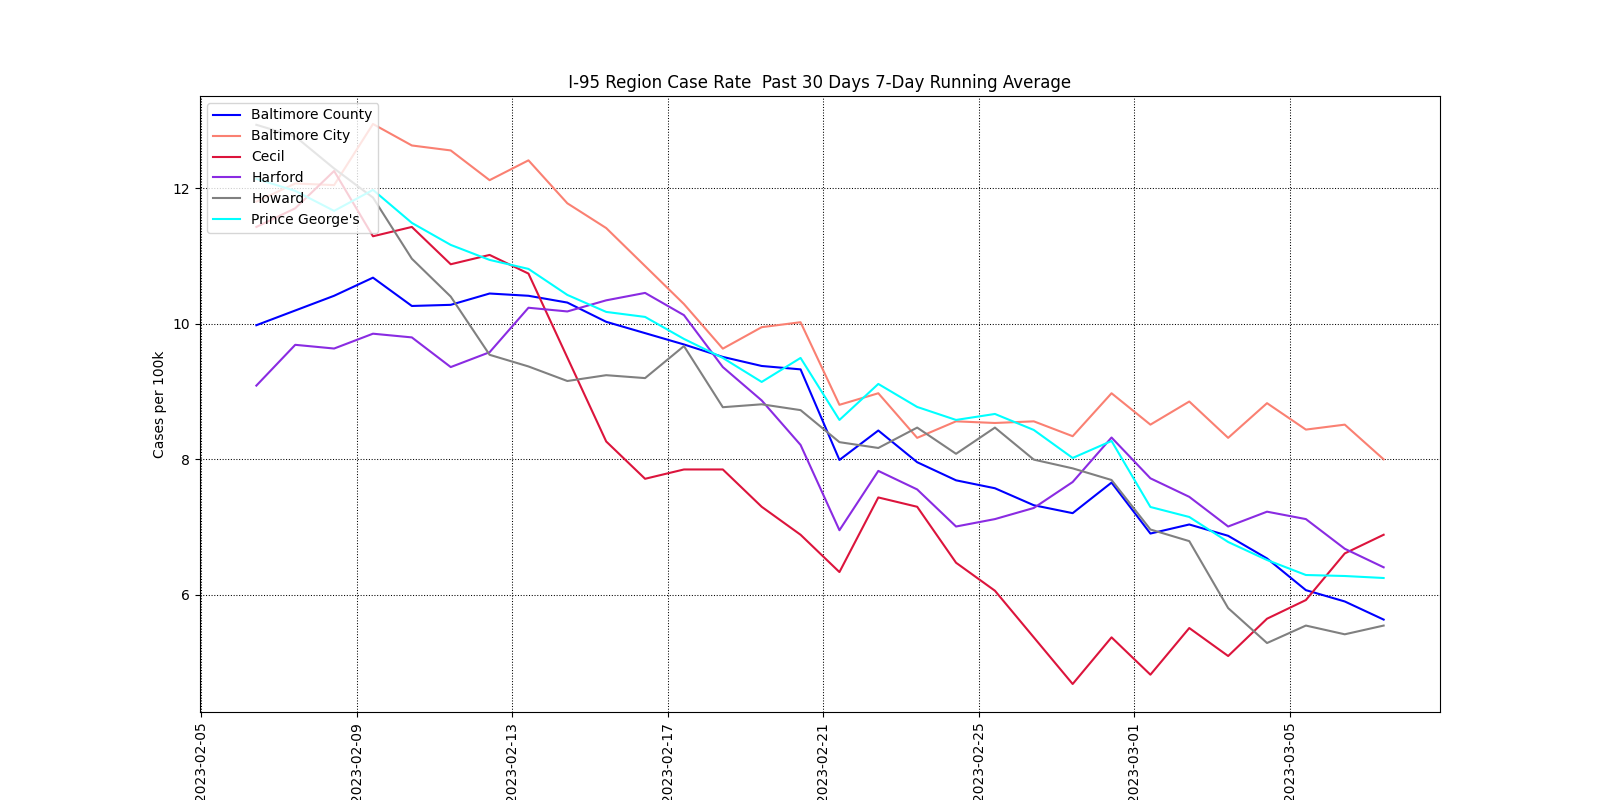 I-95 Region Case Rate  Past 30 Days 7-Day Running Average
Baltimore County
Baltimore City
Cecil
Harford
Howard
Prince George's
Cases per 100k
12
10
8
6
2023-02-05
2023-02-09
2023-02-13
2023-02-17
2023-02-21
2023-02-25
2023-03-01
2023-03-05